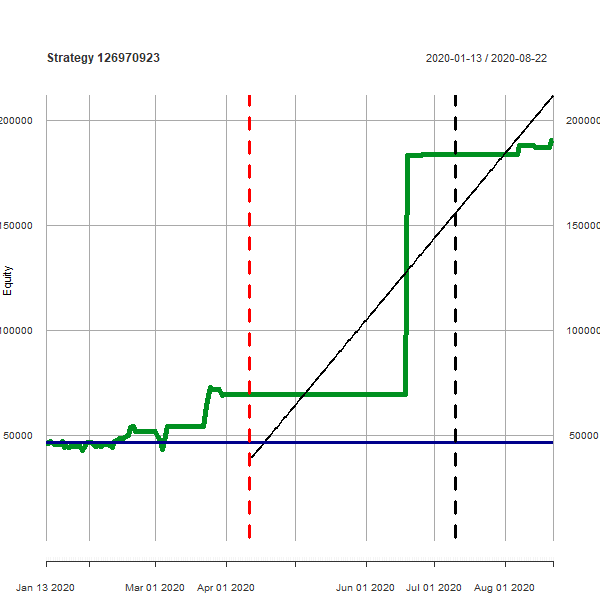 Strategy 126970923
2020-01-13 / 2020-08-22
200000
200000
150000
150000
Equity
100000
100000
50000
50000
Jan 13 2020
Mar 01 2020
Apr 01 2020
Jun 01 2020
Jul 01 2020
Aug 01 2020